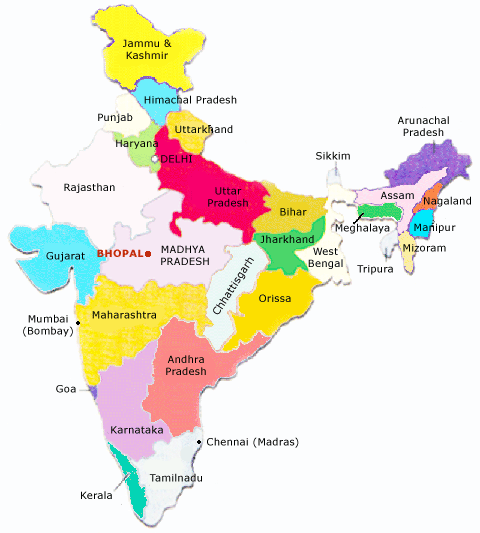 Jammu &
Kashmir
Himachal Pradesh
Punjab
Uttarkhand
Haryana
DELHI
Arunachal
Pradesh
Sikkim
Rajasthan
Uttar
Pradesh
Assam
Nagaland
Bihar
Meghalaya
Manipur
Jharkhand
Gujarat
BHOPAL
MADHYA
PRADESH
West
Bengal
Mizoram
Tripura
Chhattisgarh
Orissa
Mumbai
(Bombay)
Maharashtra
Andhra
Pradesh
Goa
Karnataka
Chennai (Madras)
Tamilnadu
Kerala